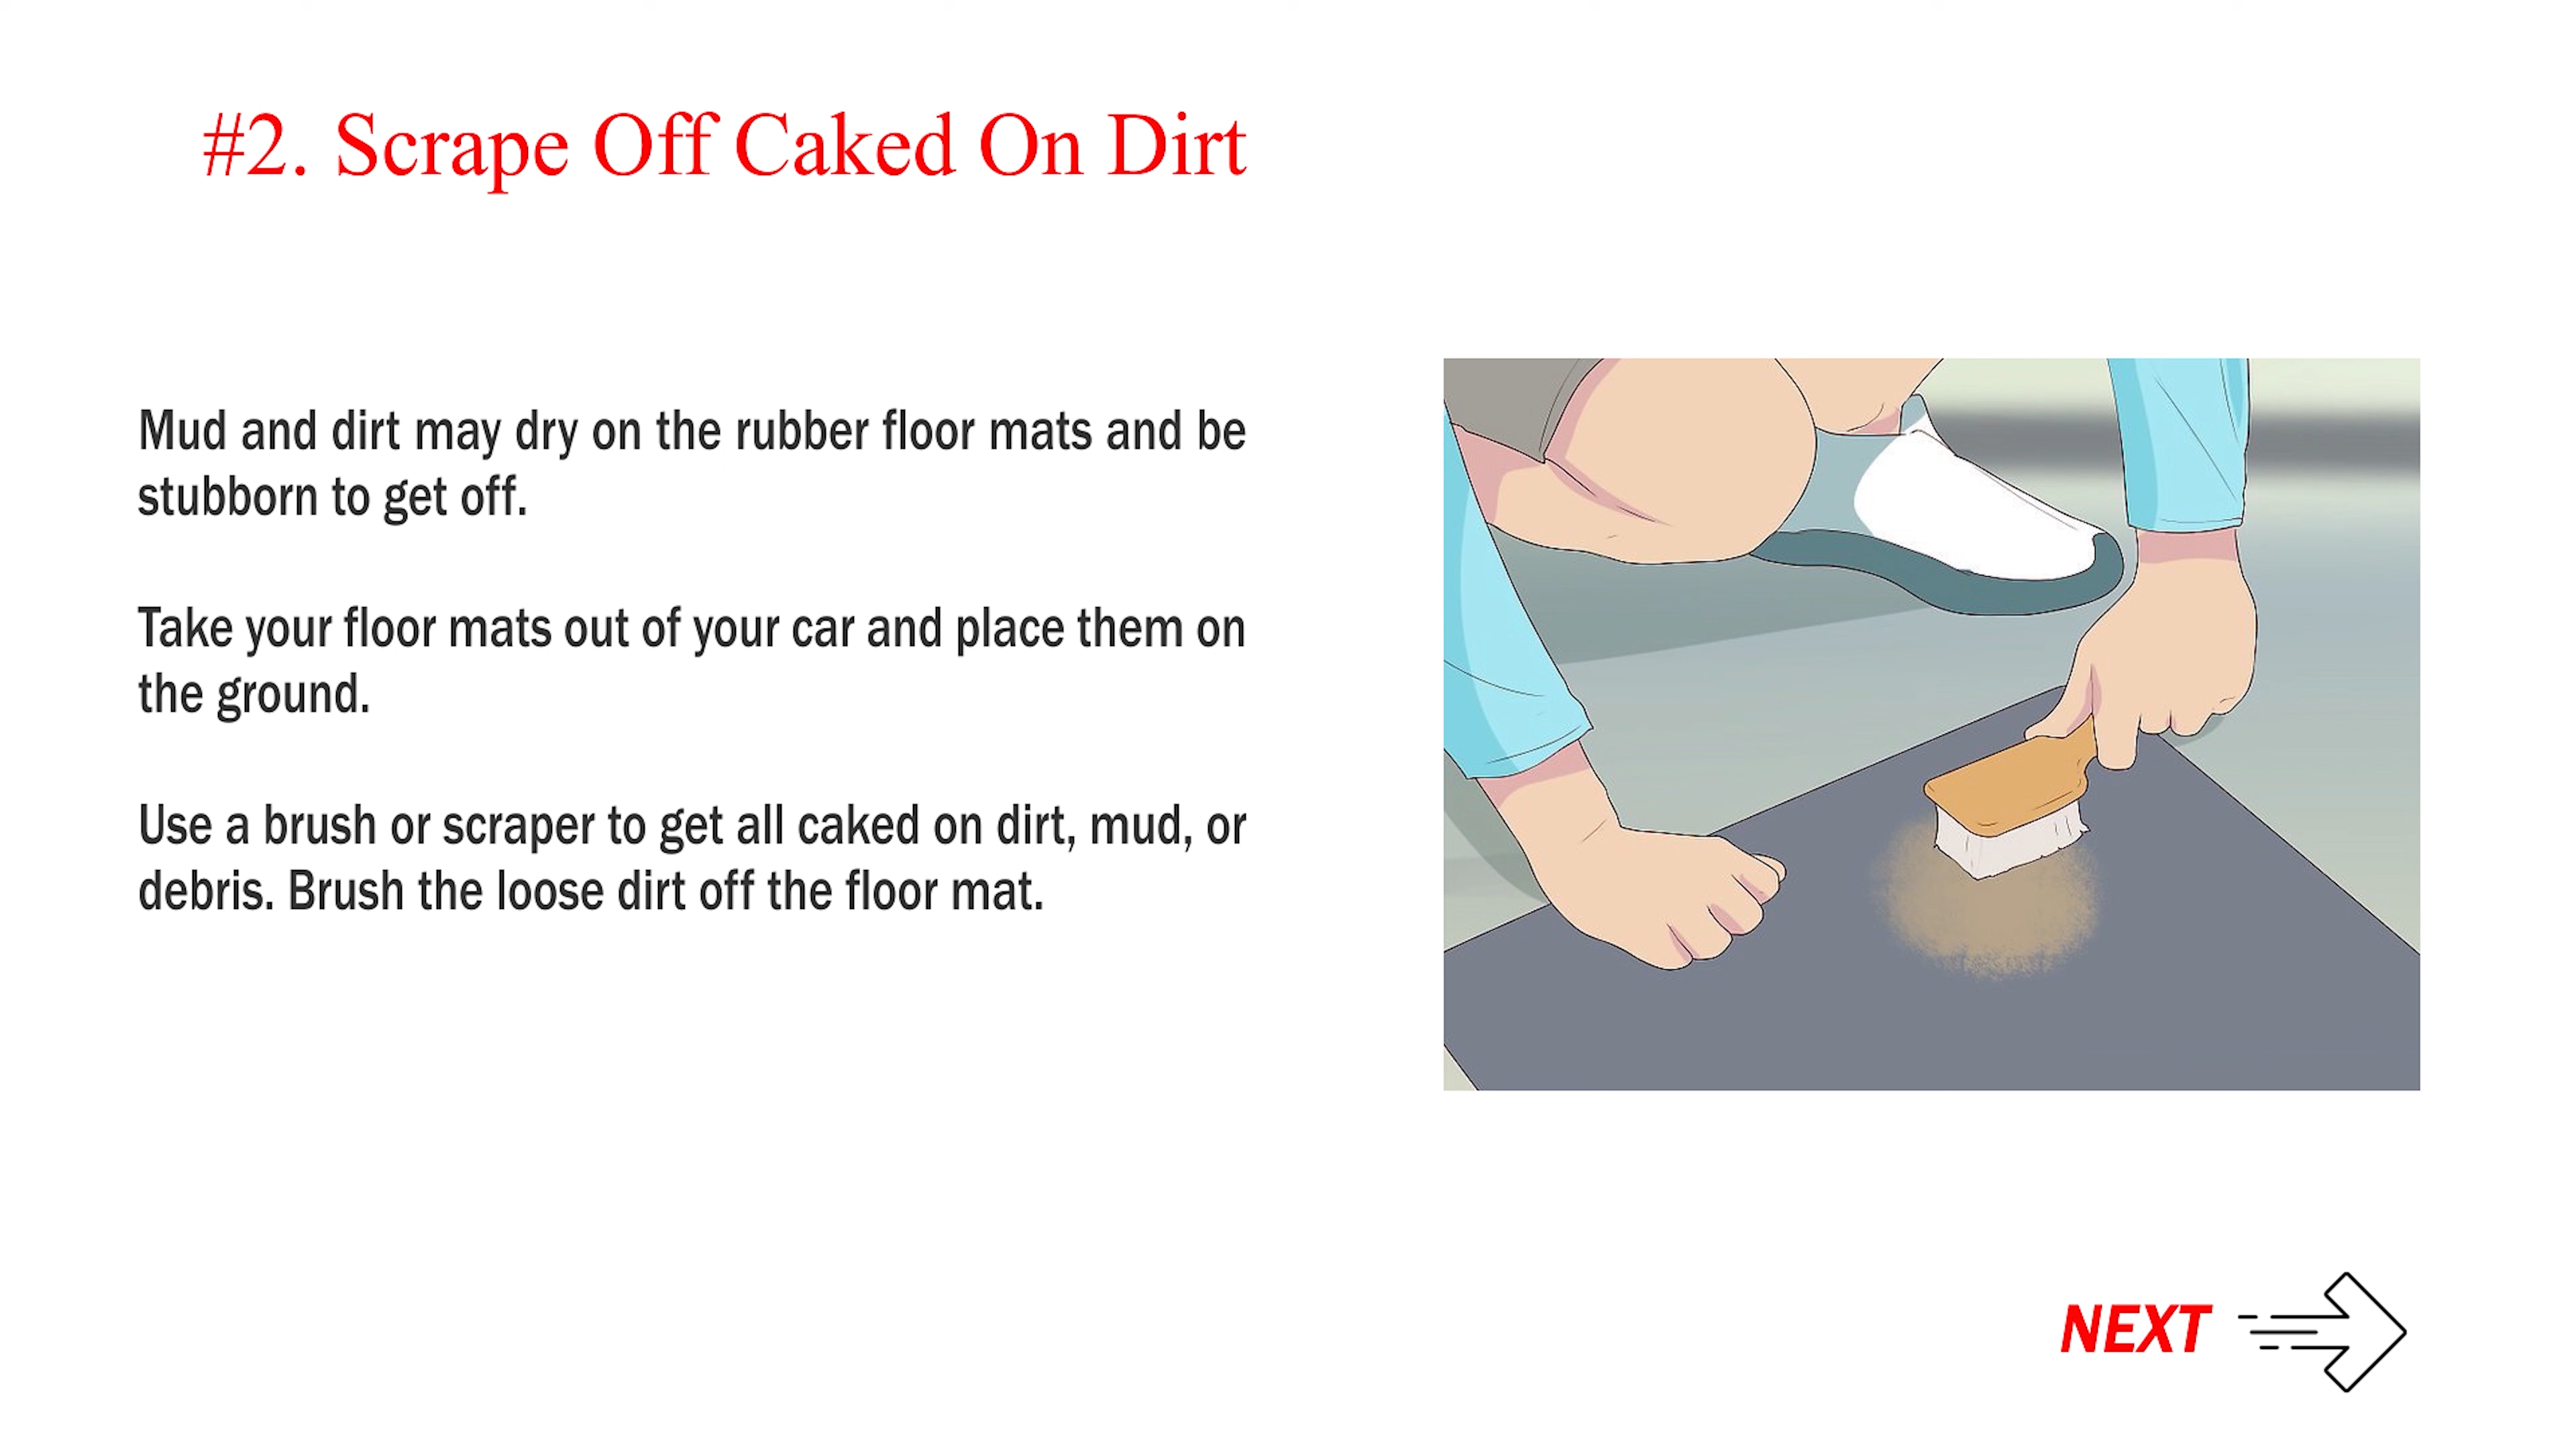 #2. Scrape Off Caked On Dirt
Mud and dirt may dry on the rubber floor mats and be
stubborn to get off.
Take your floor mats out of your car and place them on
the ground.
Use a brush or scraper to get all caked on dirt, mud, or
debris. Brush the loose dirt off the floor mat.
NEXT